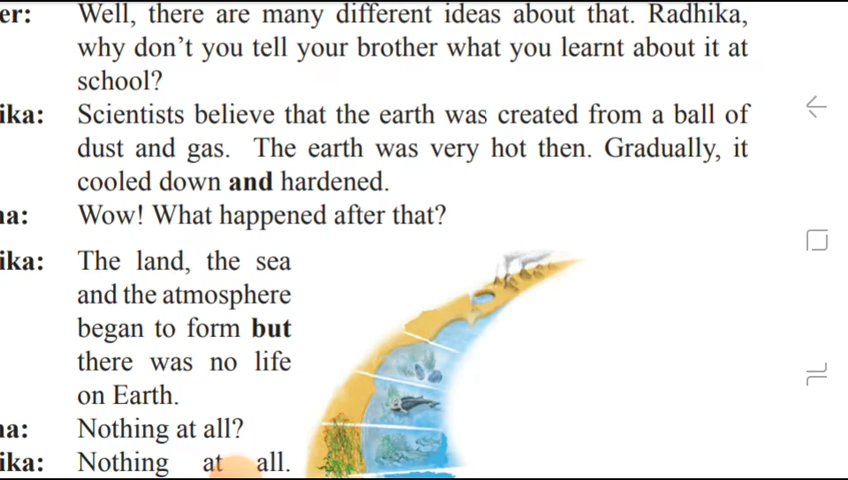 er: Well, there are many different ideas about that. Radhika,
why don't you tell your brother what you learnt about it at
school?
ika: Scientists believe that the earth was created from a ball of
dust and gas. The earth was very hot then. Gradually, it
cooled down and hardened.
na: Wow! What happened after that?
ika: The land, the sea
and the atmosphere
began to form but
there was no life
on Earth.
na: Nothing at all?
ika: Nothing at all.